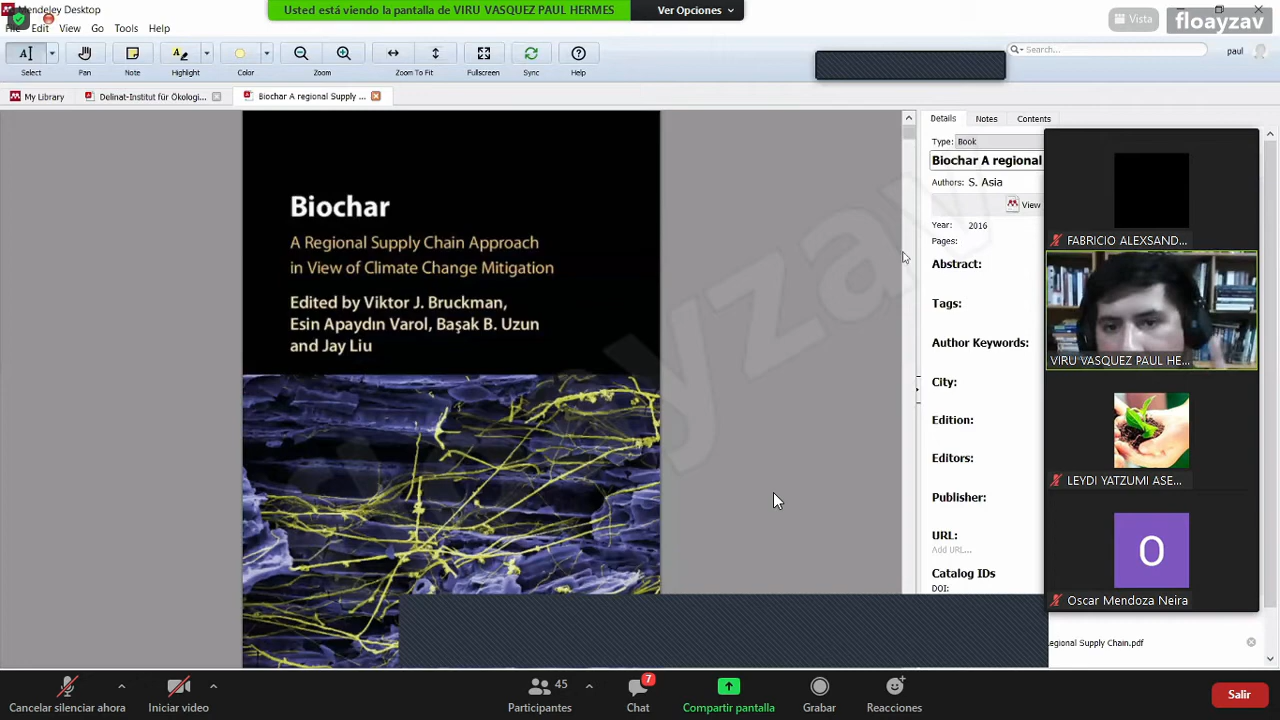 Mendeley Desktop
Usted está viendo la pantalla de VIRU VASQUEZ PAUL HERMES
Ver Opciones
Vista
floayzav
File Edit View Go Tools Help
Select
Pan
Note
Highlight
Color
Zoom
Zoom To Fit
Fullscreen
Sync
Help
Search...
paul
My Library
Delinat-Institut für Ökologi...
Biochar A regional Supply ...
Biochar
A Regional Supply Chain Approach
in View of Climate Change Mitigation
Edited by Viktor J. Bruckman,
Esin Apaydın Varol, Başak B. Uzun
and Jay Liu
Details
Notes
Contents
Type: Book
Biochar A regional
Authors: S. Asia
View
Year: 2016
Pages:
Abstract:
Tags:
Author Keywords:
City:
Edition:
Editors:
Publisher:
URL:
Add URL...
Catalog IDs
DOI:
egional Supply Chain.pdf
FABRICIO ALEXSAND...
VIRU VASQUEZ PAUL HE...
LEYDI YATZUMI ASE...
O
Oscar Mendoza Neira
yzav
Cancelar silenciar ahora
Iniciar video
45
Participantes
7
Chat
Compartir pantalla
Grabar
Reacciones
Salir